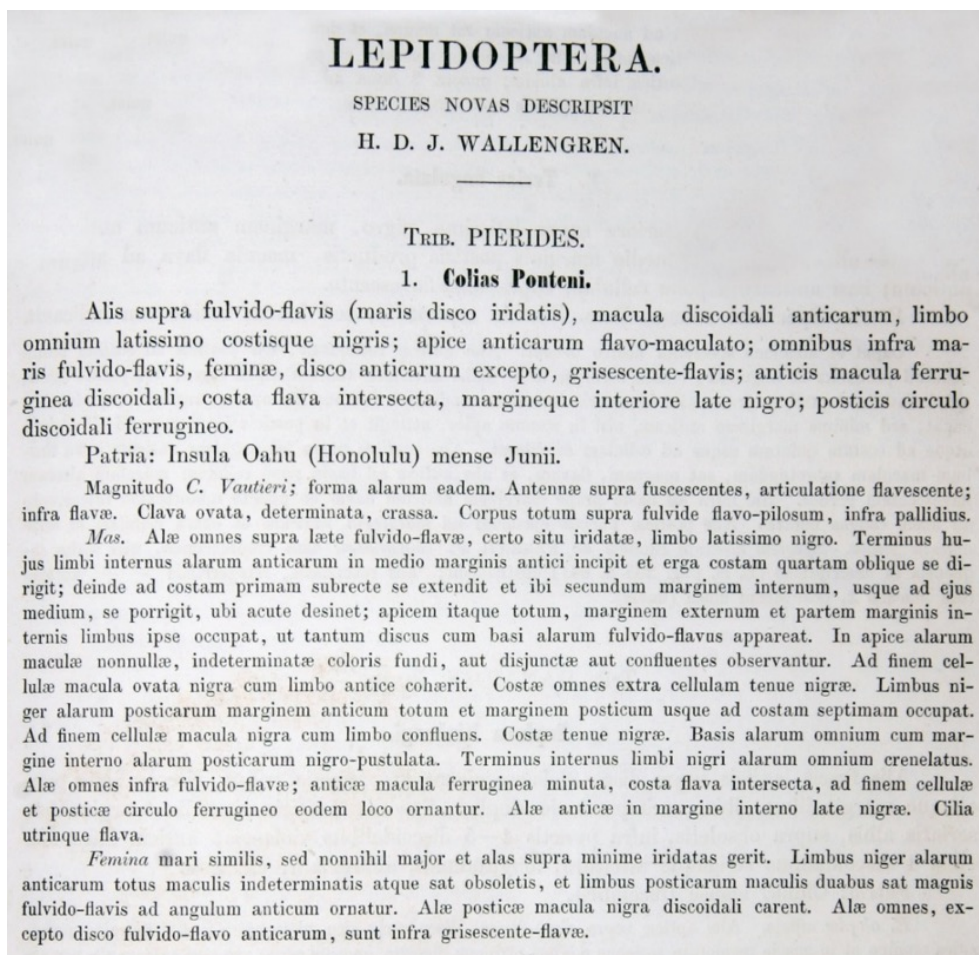 LEPIDOPTERA.
SPECIES NOVAS DESCRIPSIT
H. D. J. WALLENGREN.
TRIB. PIERIDES.
1. Colias Ponteni.
Alis supra fulvido-flavis (maris disco iridatis), macula discoidali anticarum, limbo
omnium latissimo costisque nigris; apice anticarum flavo-maculato; omnibus infra ma-
ris fulvido-flavis, feminæ, disco anticarum excepto, grisescente-flavis; anticis macula ferru-
ginea discoidali, costa flava intersecta, margineque interiore late nigro; posticis circulo
discoidali ferrugineo.
Patria: Insula Oahu (Honolulu) mense Junii.
Magnitudo C. Vautieri; forma alarum eadem. Antennæ supra fuscescentes, articulatione flavescente;
infra flavæ. Clava ovata, determinata, crassa. Corpus totum supra fulvide flavo-pilosum, infra pallidius.
Mas. Alæ omnes supra læte fulvido-flavæ, certo situ iridatæ, limbo latissimo nigro. Terminus hu-
jus limbi internus alarum anticarum in medio marginis antici incipit et erga costam quartam oblique se di-
rigit; deinde ad costam primam subrecte se extendit et ibi secundum marginem internum, usque ad ejus
medium, se porrigit, ubi acute desinet; apicem itaque totum, marginem externum et partem marginis in-
ternis limbus ipse occupat, ut tantum discus cum basi alarum fulvido-flavus appareat. In apice alarum
maculæ nonnullæ, indeterminatæ coloris fundi, aut disjunctæ aut confluentes observantur. Ad finem cel-
lulæ macula ovata nigra cum limbo antice cohærit. Costæ omnes extra cellulam tenue nigræ. Limbus ni-
ger alarum posticarum marginem anticum totum et marginem posticum usque ad costam septimam occupat.
Ad finem cellulæ macula nigra cum limbo confluens. Costæ tenue nigræ. Basis alarum omnium cum mar-
gine interno alarum posticarum nigro-pustulata. Terminus internus limbi nigri alarum omnium crenelatus.
Alæ omnes infra fulvido-flavæ; anticæ macula ferruginea minuta, costa flava intersecta, ad finem cellulæ
et posticæ circulo ferrugineo eodem loco ornantur. Alæ anticæ in margine interno late nigræ. Cilia
utrinque flava.
Femina mari similis, sed nonnihil major et alas supra minime iridatas gerit. Limbus niger alarum
anticarum totus maculis indeterminatis atque sat obsoletis, et limbus posticarum maculis duabus sat magnis
fulvido-flavis ad angulum anticum ornatur. Alæ posticæ macula nigra discoidali carent. Alæ omnes, ex-
cepto disco fulvido-flavo anticarum, sunt infra grisescente-flavæ.